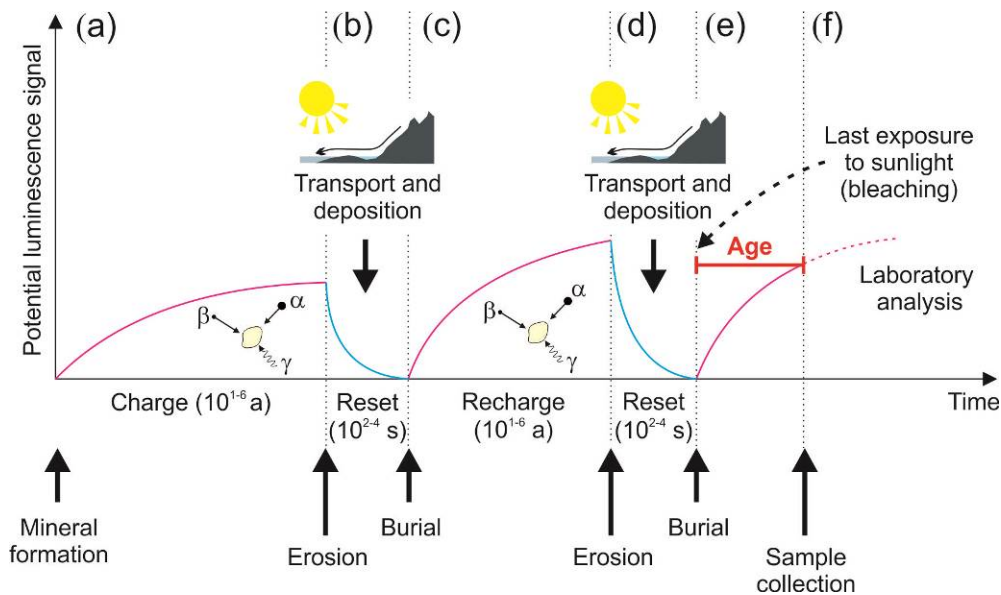 (a)
(b)
(c)
(d)
(e)
(f)
Potential luminescence signal
Transport and
deposition
Transport and
deposition
Last exposure
to sunlight
(bleaching)
Age
Laboratory
analysis
β
α
γ
β
α
γ
Charge (10¹⁻⁶ a)
Reset
(10²⁻⁴ s)
Recharge
(10¹⁻⁶ a)
Reset
(10²⁻⁴ s)
Time
Mineral
formation
Erosion
Burial
Erosion
Burial
Sample
collection